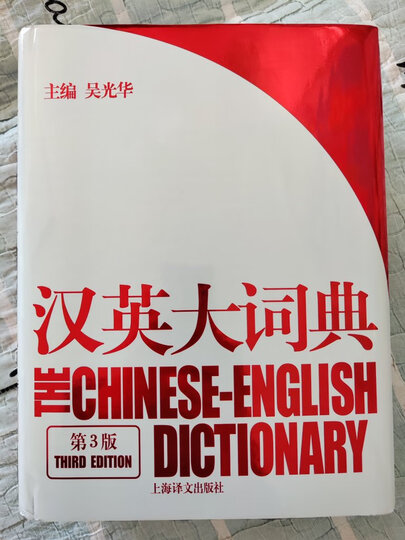 主编 吴光华
汉英大词典
THE CHINESE-ENGLISH
DICTIONARY
第3版
THIRD EDITION
上海译文出版社